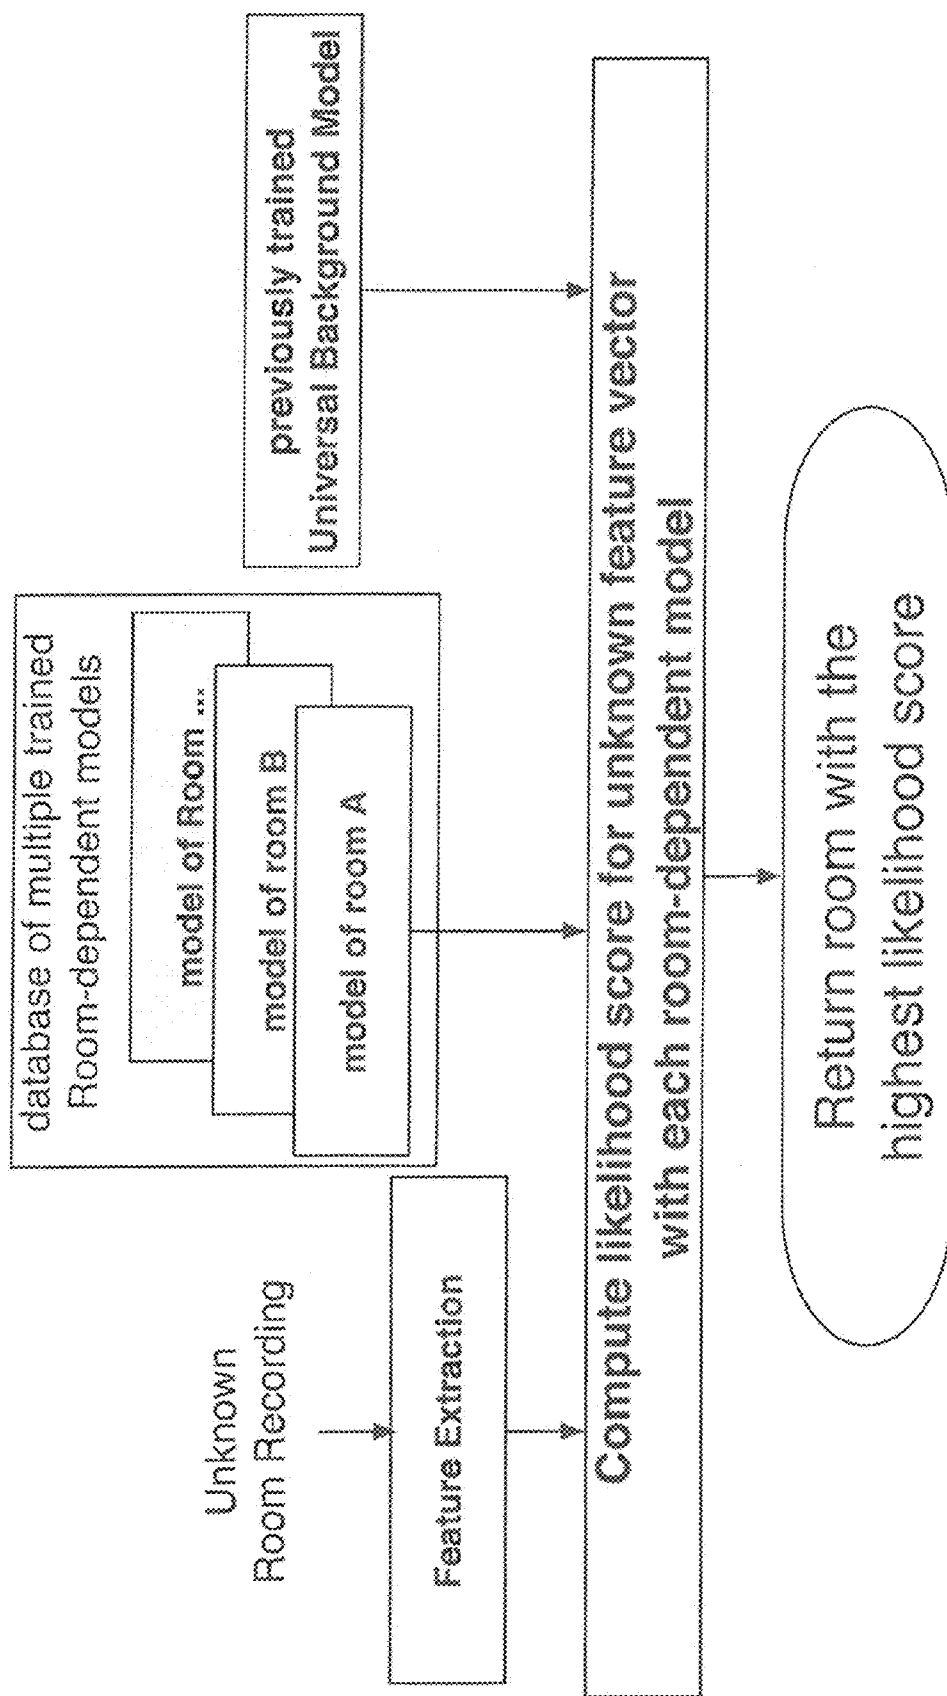 Unknown
Room Recording
Feature Extraction
database of multiple trained
Room-dependent models
model of Room ...
model of room B
model of room A
previously trained
Universal Background Model
Compute likelihood score for unknown feature vector
with each room-dependent model
Return room with the
highest likelihood score